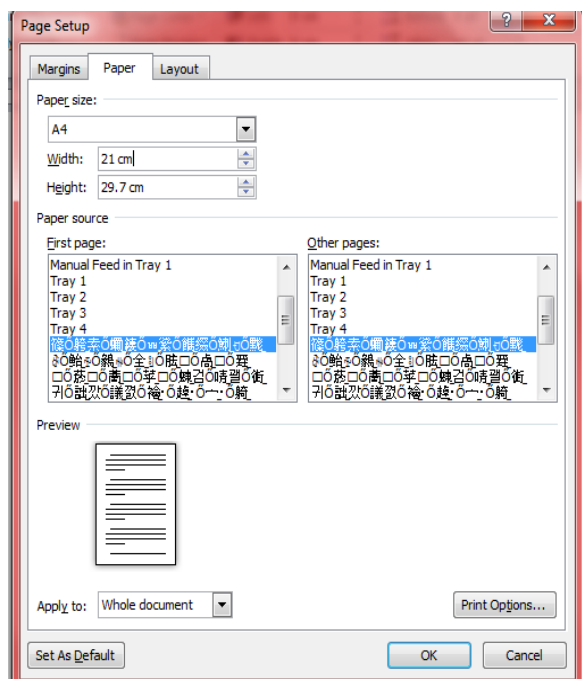 Page Setup
Margins
Paper
Layout
Paper size:
A4
Width: 21 cm
Height: 29.7 cm
Paper source
First page:
Other pages:
Manual Feed in Tray 1
Tray 1
Tray 2
Tray 3
Tray 4
Manual Feed in Tray 1
Tray 1
Tray 2
Tray 3
Tray 4
Preview
Apply to: Whole document
Print Options...
Set As Default
OK
Cancel